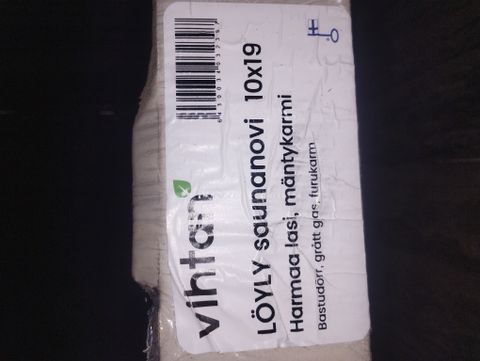 vihtan
LÖYLY saunanovi 10x19
Harmaa lasi, mäntykarmi
Bastudörr, grått glas, furukarm